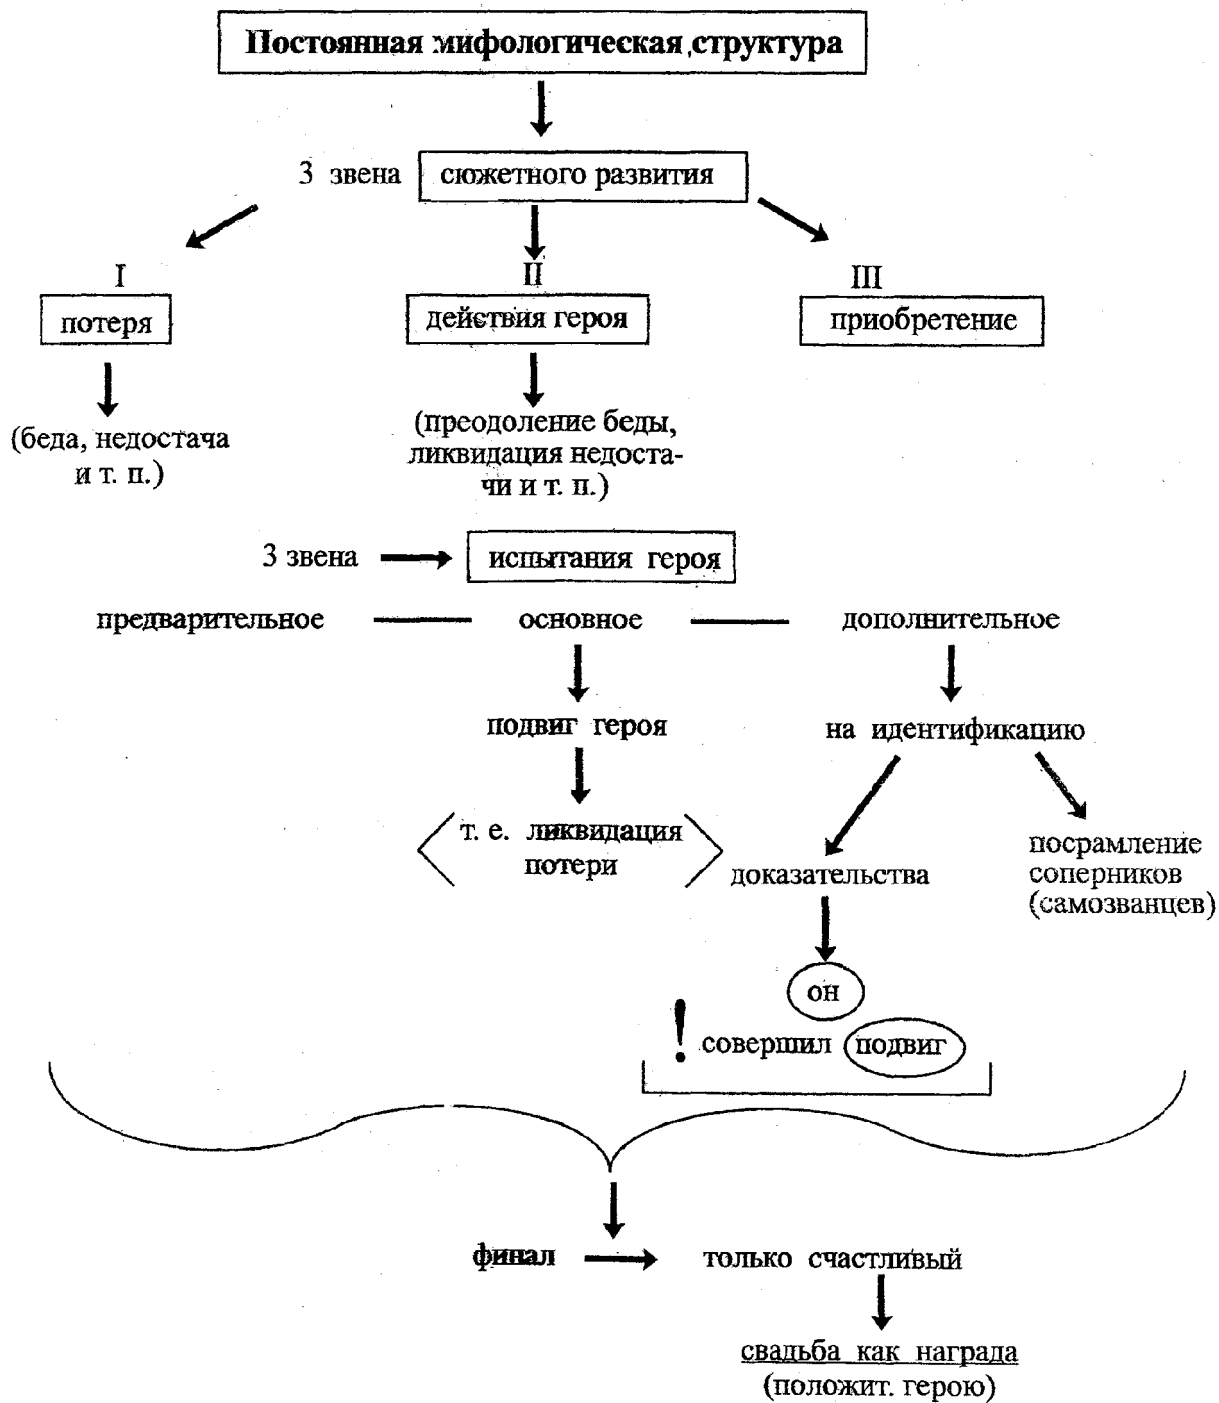 Постоянная мифологическая структура
3 звена сюжетного развития
I II III
потеря действия героя приобретение
(беда, недостача
и т. п.)
(преодоление беды,
ликвидация недоста-
чи и т. п.)
3 звена испытания героя
предварительное основное дополнительное
подвиг героя на идентификацию
т. е. ликвидация
потери
доказательства
посрамление
соперников
(самозванцев)
он
! совершил подвиг
финал только счастливый
свадьба как награда
(положит. герою)